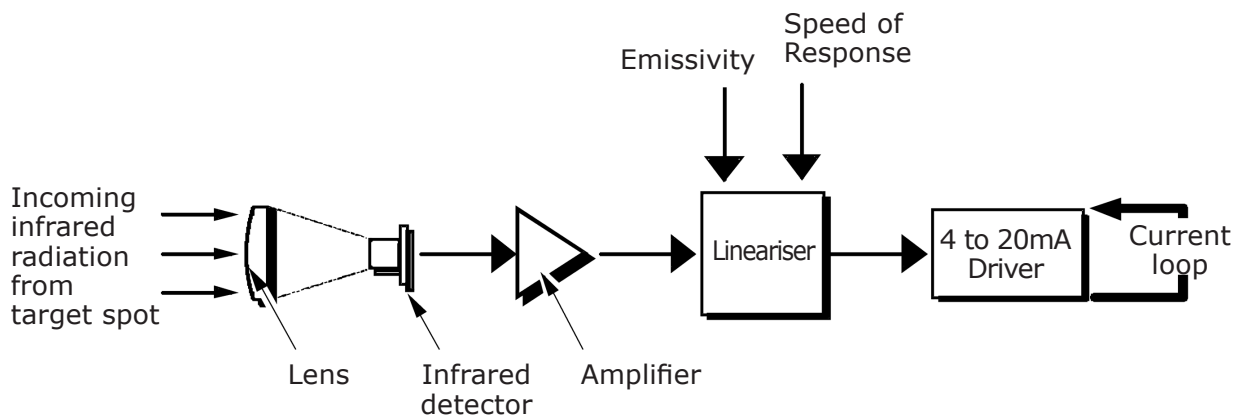 Speed of
Response
Emissivity
Incoming
infrared
radiation
from
target spot
Lineariser
4 to 20mA
Driver
Current
loop
Lens
Infrared
detector
Amplifier